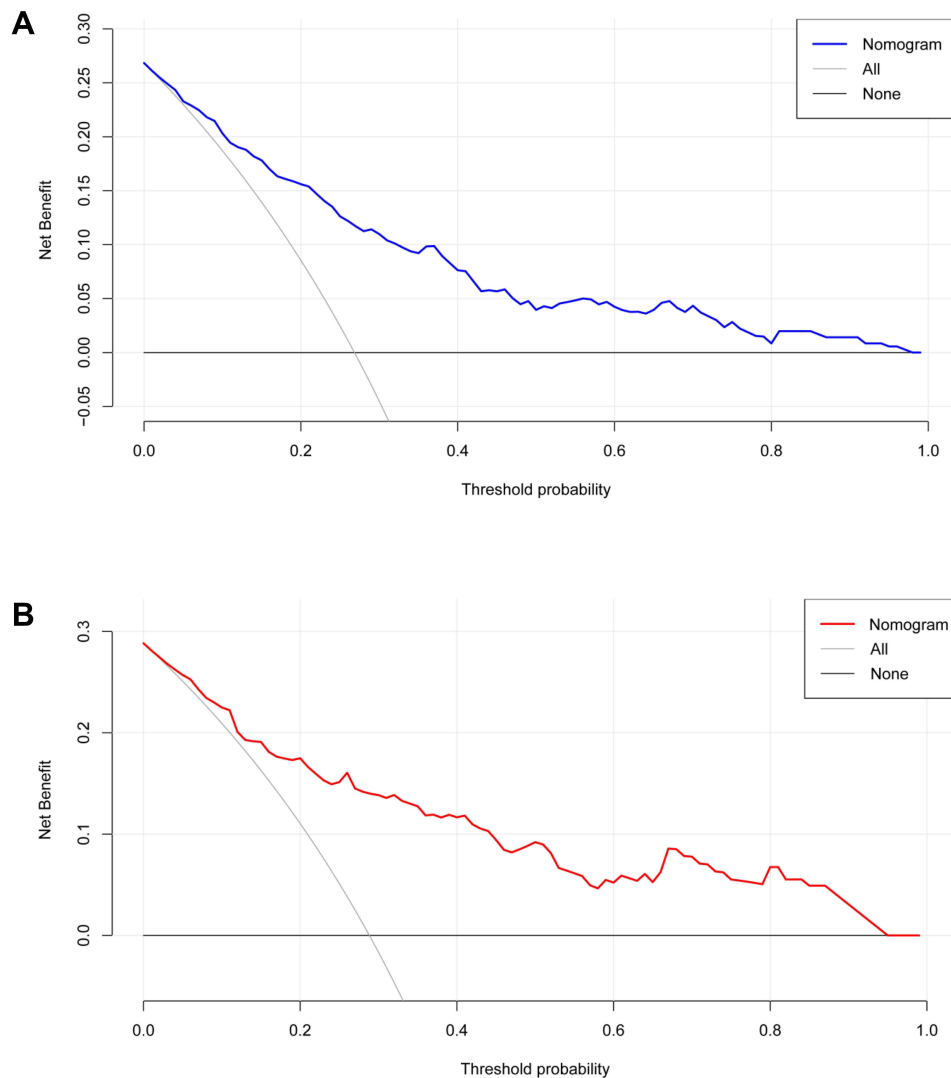 A
Nomogram
All
None
0.30
0.25
0.20
0.15
0.10
0.05
0.00
−0.05
Net Benefit
0.0 0.2 0.4 0.6 0.8 1.0
Threshold probability
B
Nomogram
All
None
0.3
0.2
0.1
0.0
Net Benefit
0.0 0.2 0.4 0.6 0.8 1.0
Threshold probability